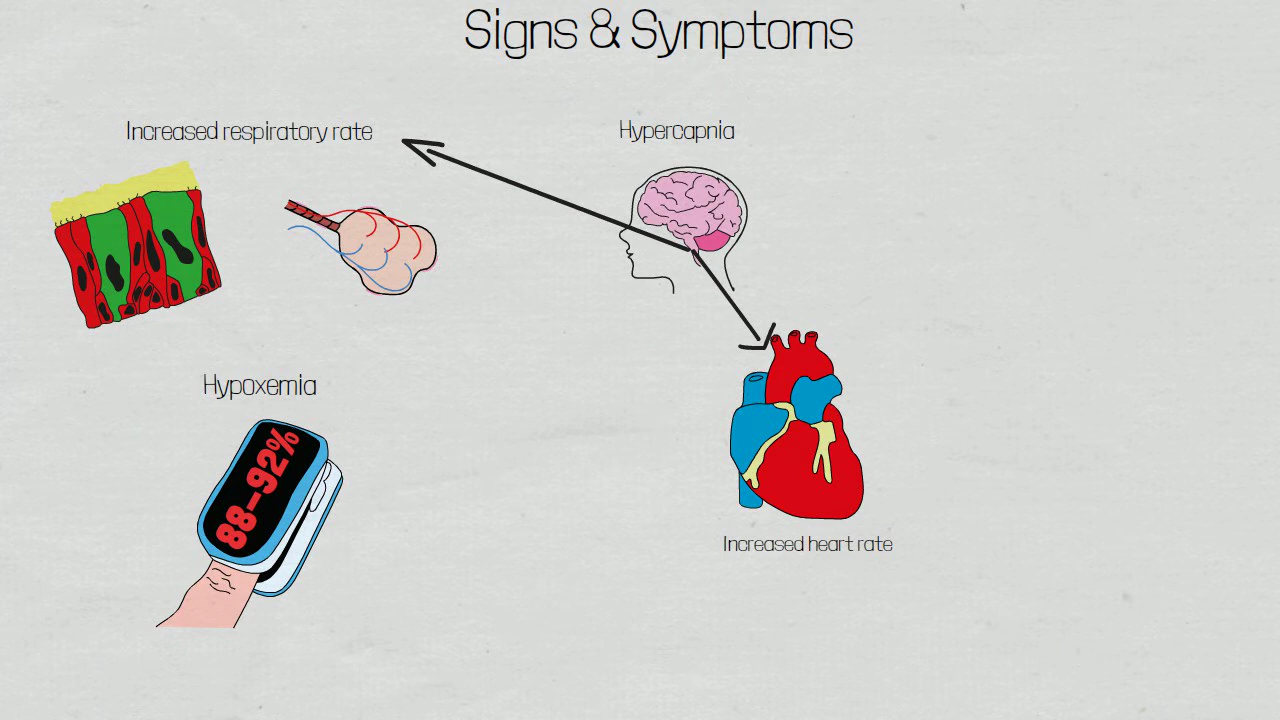 Signs & Symptoms
Increased respiratory rate
Hypercapnia
Hypoxemia
88-92%
Increased heart rate